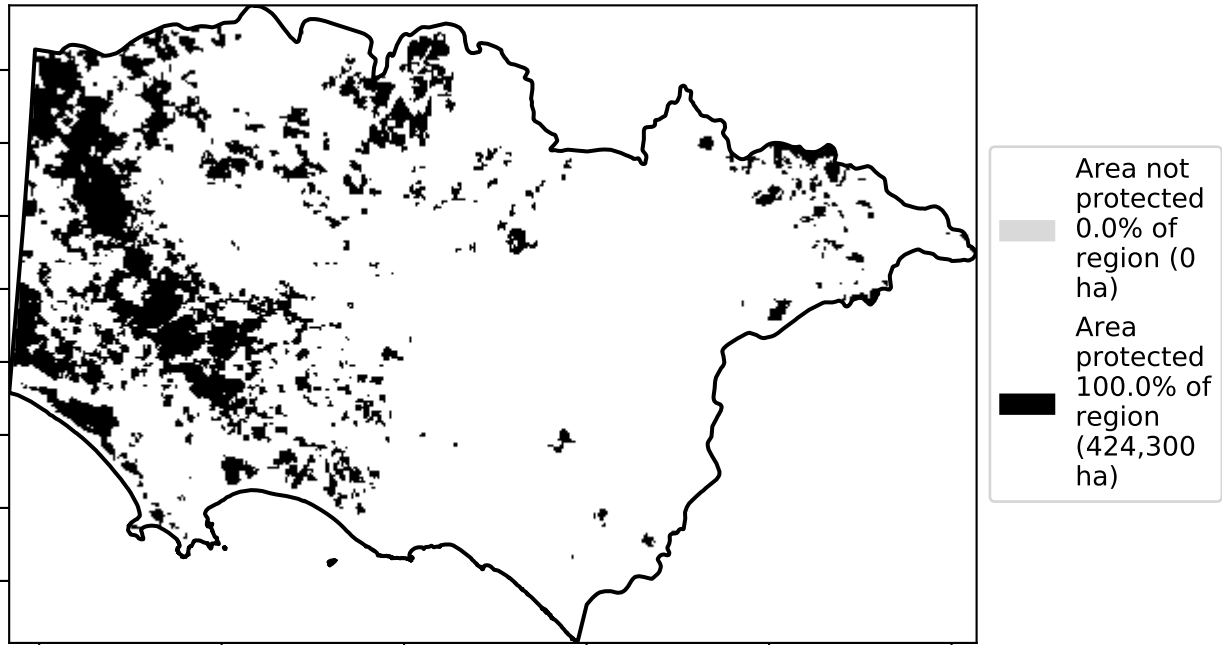 Area not
protected
0.0% of
region (0
ha)
Area
protected
100.0% of
region
(424,300
ha)